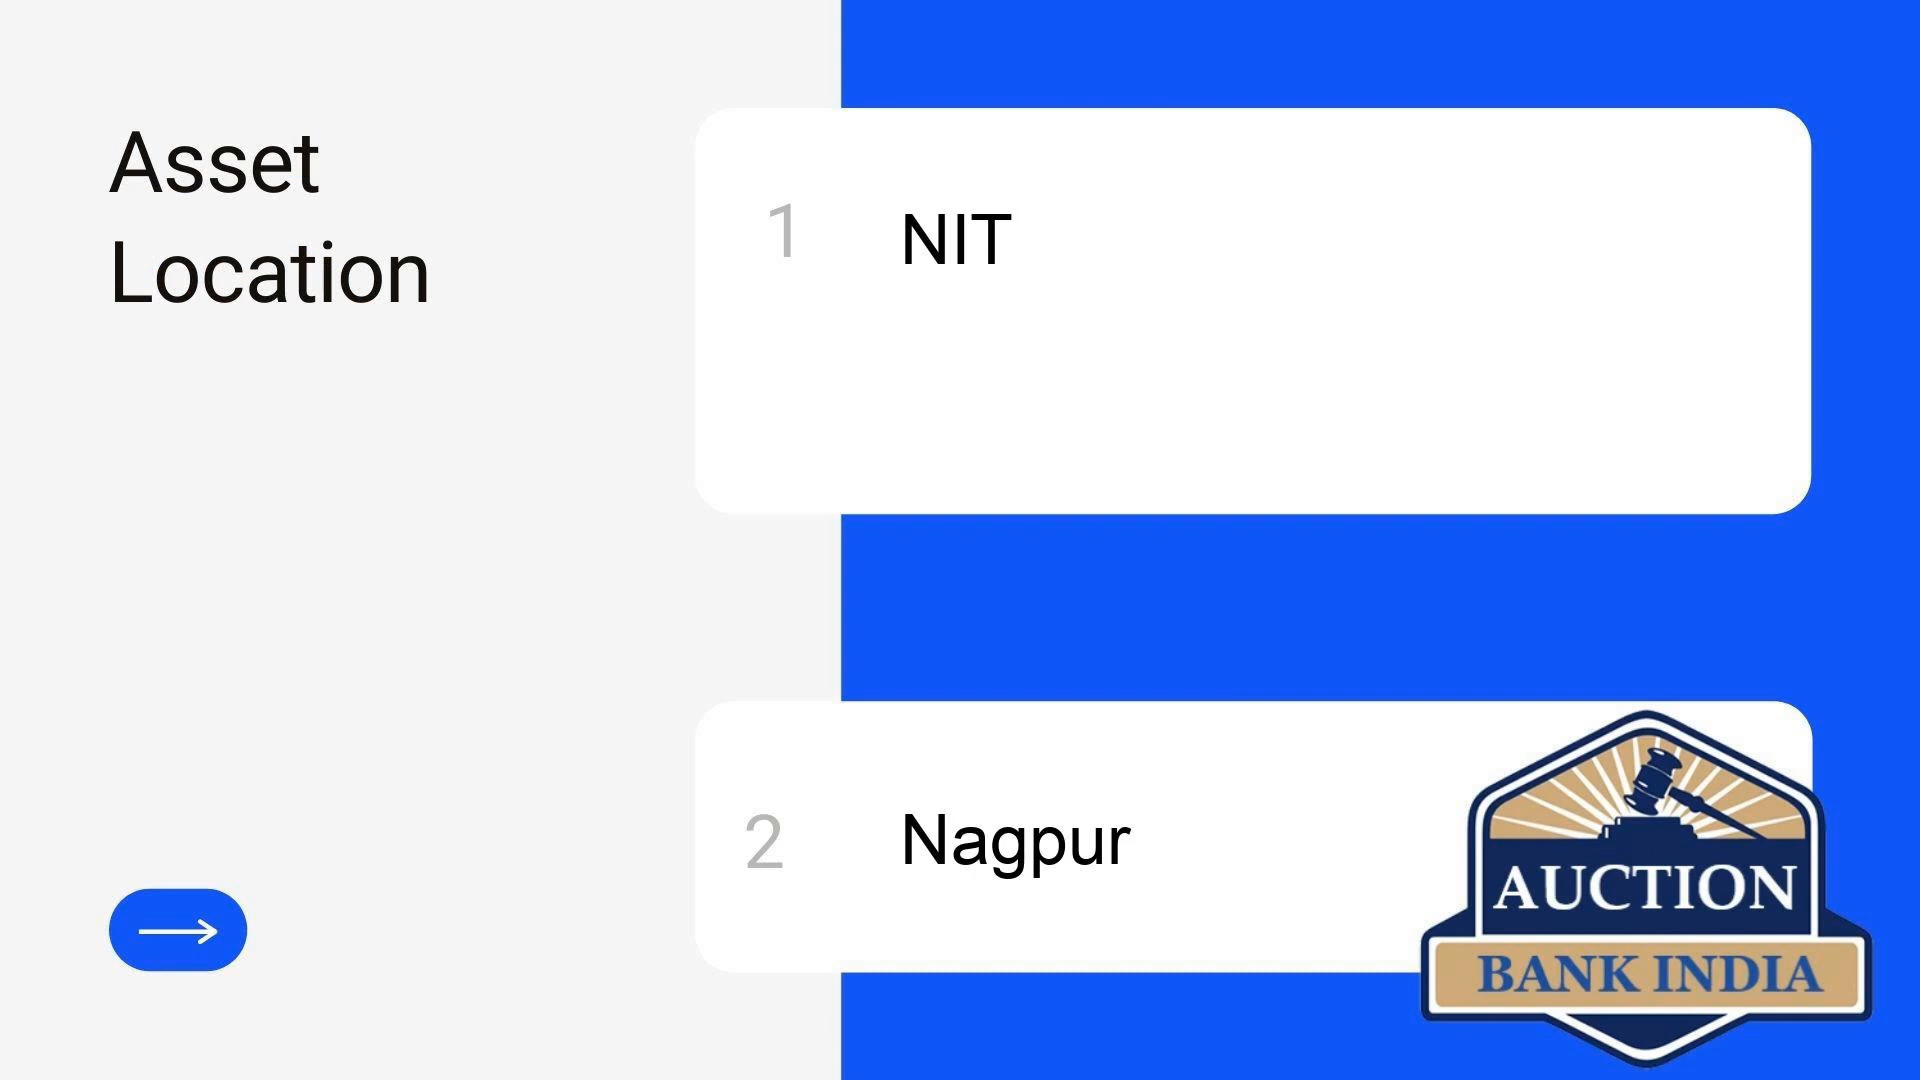 Asset
Location
1
NIT
2
Nagpur
AUCTION
BANK INDIA